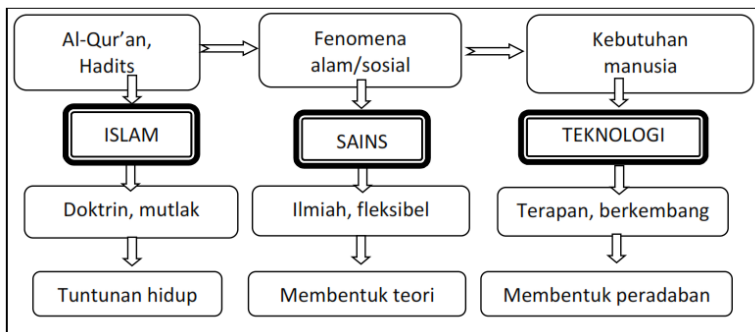 Al-Qur’an,
Hadits
Fenomena
alam/sosial
Kebutuhan
manusia
ISLAM
SAINS
TEKNOLOGI
Doktrin, mutlak
Ilmiah, fleksibel
Terapan, berkembang
Tuntunan hidup
Membentuk teori
Membentuk peradaban